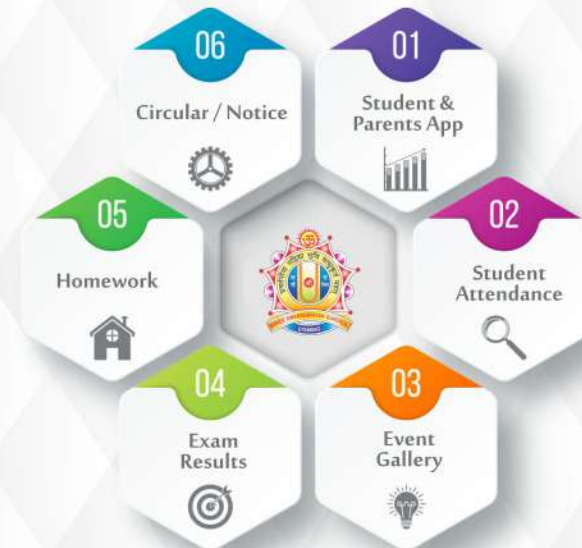 06
Circular / Notice
01
Student &
Parents App
05
Homework
02
Student
Attendance
04
Exam
Results
03
Event
Gallery